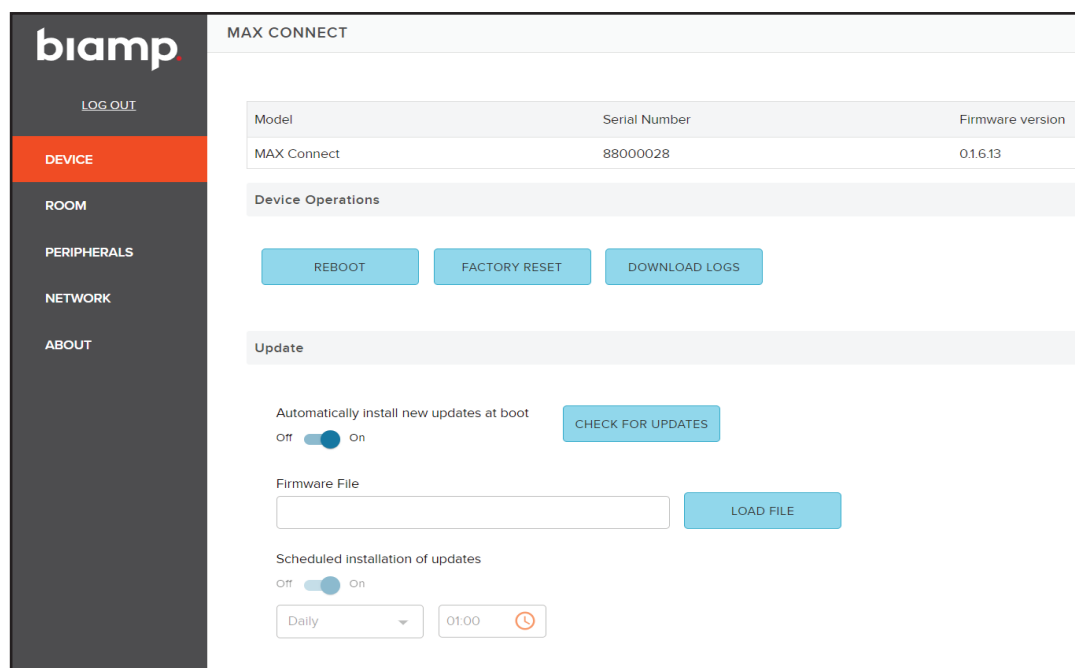 biamp.
MAX CONNECT
LOG OUT
DEVICE
ROOM
PERIPHERALS
NETWORK
ABOUT
Model Serial Number Firmware version
MAX Connect 88000028 0.1.6.13
Device Operations
REBOOT FACTORY RESET DOWNLOAD LOGS
Update
Automatically install new updates at boot
Off On
CHECK FOR UPDATES
Firmware File
LOAD FILE
Scheduled installation of updates
Off On
Daily 01:00